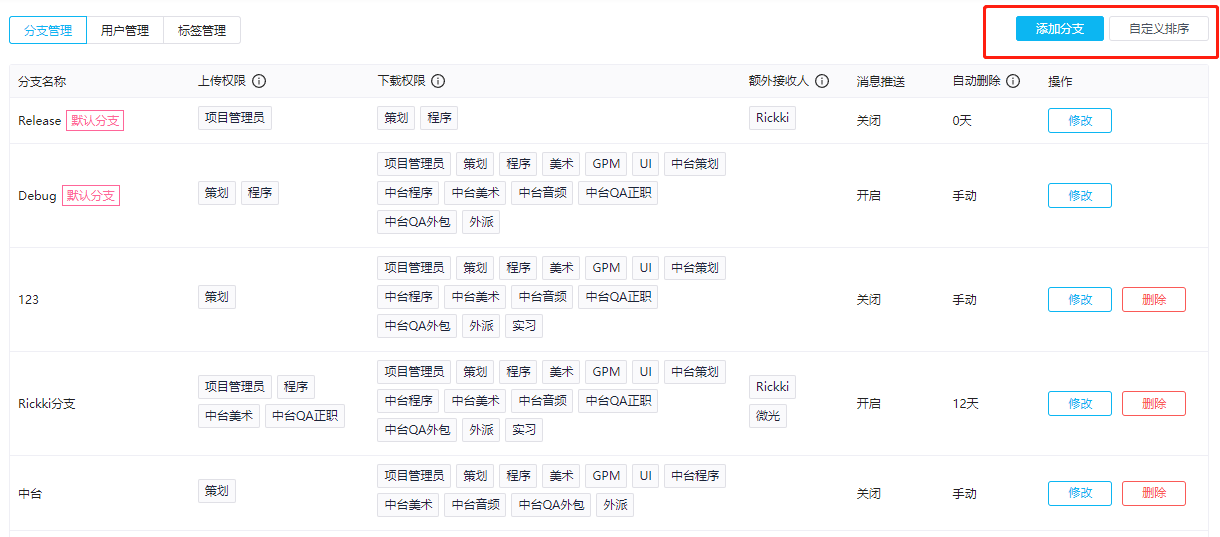 分支管理 用户管理 标签管理 添加分支 自定义排序
分支名称 上传权限 下载权限 额外接收人 消息推送 自动删除 操作
Release 默认分支 项目管理员 策划 程序 Rickki 关闭 0天 修改
项目管理员 策划 程序 美术 GPM UI 中台策划
Debug 默认分支 策划 程序 中台程序 中台美术 中台音频 中台QA正职 开启 手动 修改
中台QA外包 外派
项目管理员 策划 程序 美术 GPM UI 中台策划
123 策划 中台程序 中台美术 中台音频 中台QA正职 关闭 手动 修改 删除
中台QA外包 外派 实习
项目管理员 策划 程序 美术 GPM UI 中台策划
项目管理员 程序 Rickki
Rickki分支 中台程序 中台美术 中台音频 中台QA正职 开启 12天 修改 删除
中台美术 中台QA正职 微光
中台QA外包 外派 实习
项目管理员 策划 程序 美术 GPM UI 中台程序
中台 策划 关闭 手动 修改 删除
中台美术 中台音频 中台QA外包 外派